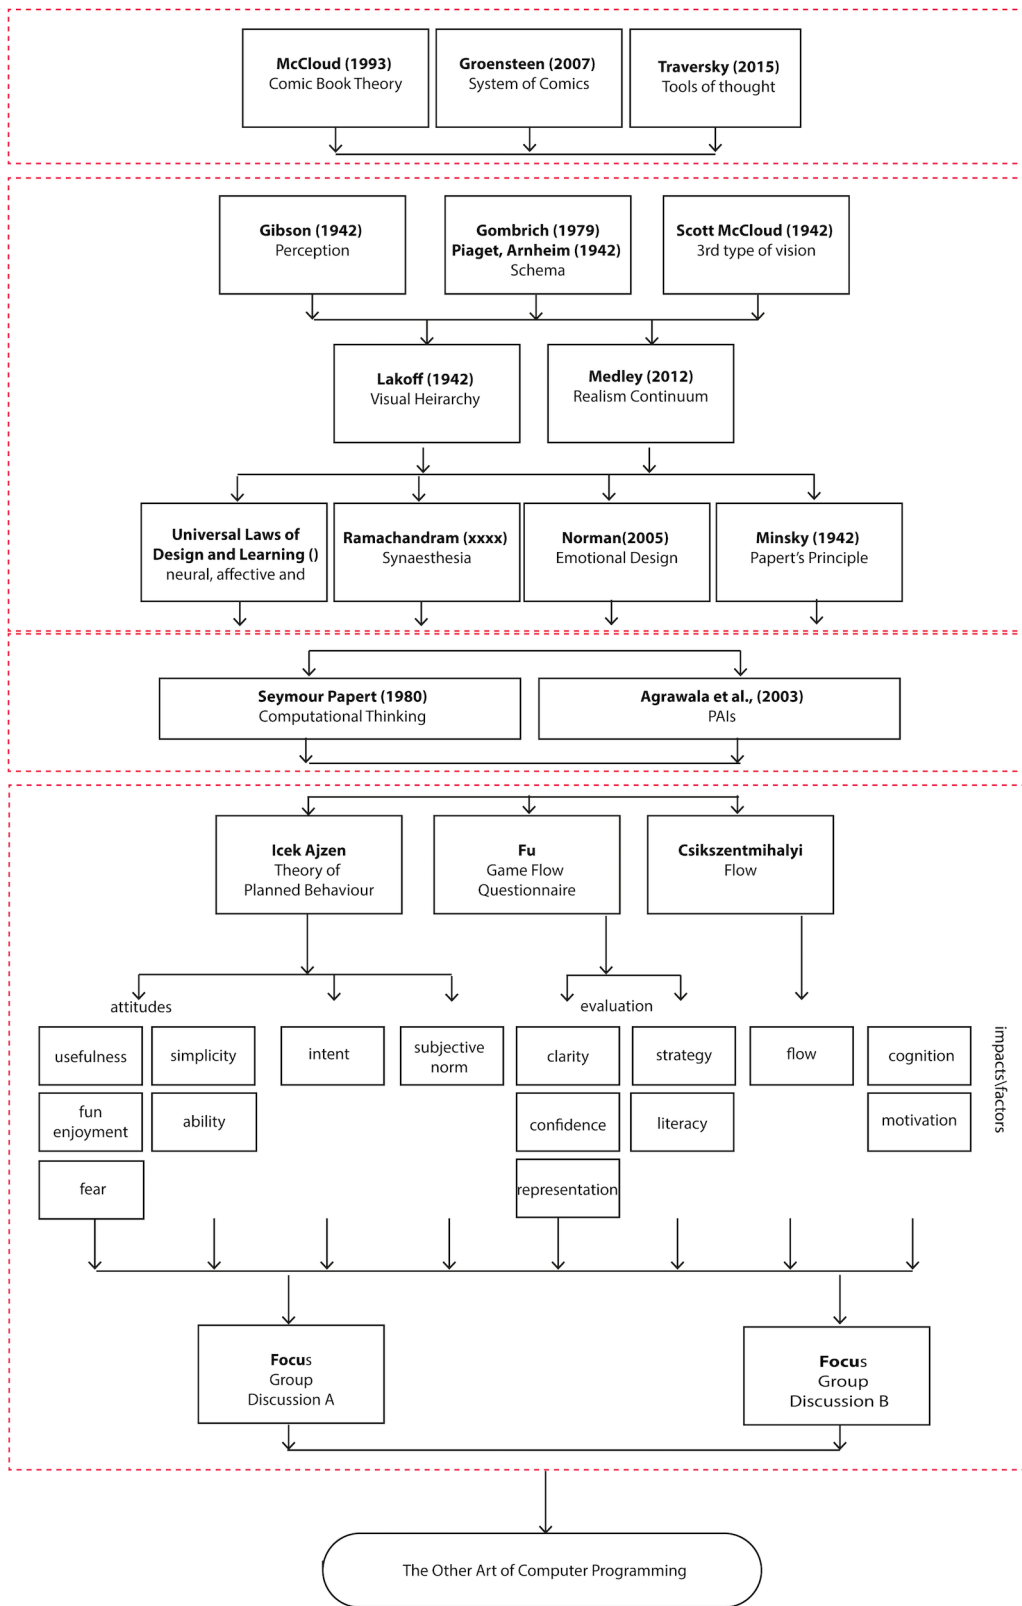 McCloud (1993)
Comic Book Theory
Groensteen (2007)
System of Comics
Traversky (2015)
Tools of thought
Gibson (1942)
Perception
Gombrich (1979)
Piaget, Arnheim (1942)
Schema
Scott McCloud (1942)
3rd type of vision
Lakoff (1942)
Visual Heirarchy
Medley (2012)
Realism Continuum
Universal Laws of
Design and Learning ()
neural, affective and
Ramachandram (xxxx)
Synaesthesia
Norman(2005)
Emotional Design
Minsky (1942)
Papert's Principle
Seymour Papert (1980)
Computational Thinking
Agrawala et al., (2003)
PAIs
Icek Ajzen
Theory of
Planned Behaviour
Fu
Game Flow
Questionnaire
Csikszentmihalyi
Flow
attitudes
evaluation
usefulness
simplicity
intent
subjective
norm
clarity
strategy
flow
cognition
impacts\factors
fun
enjoyment
ability
confidence
literacy
motivation
fear
representation
Focus
Group
Discussion A
Focus
Group
Discussion B
The Other Art of Computer Programming